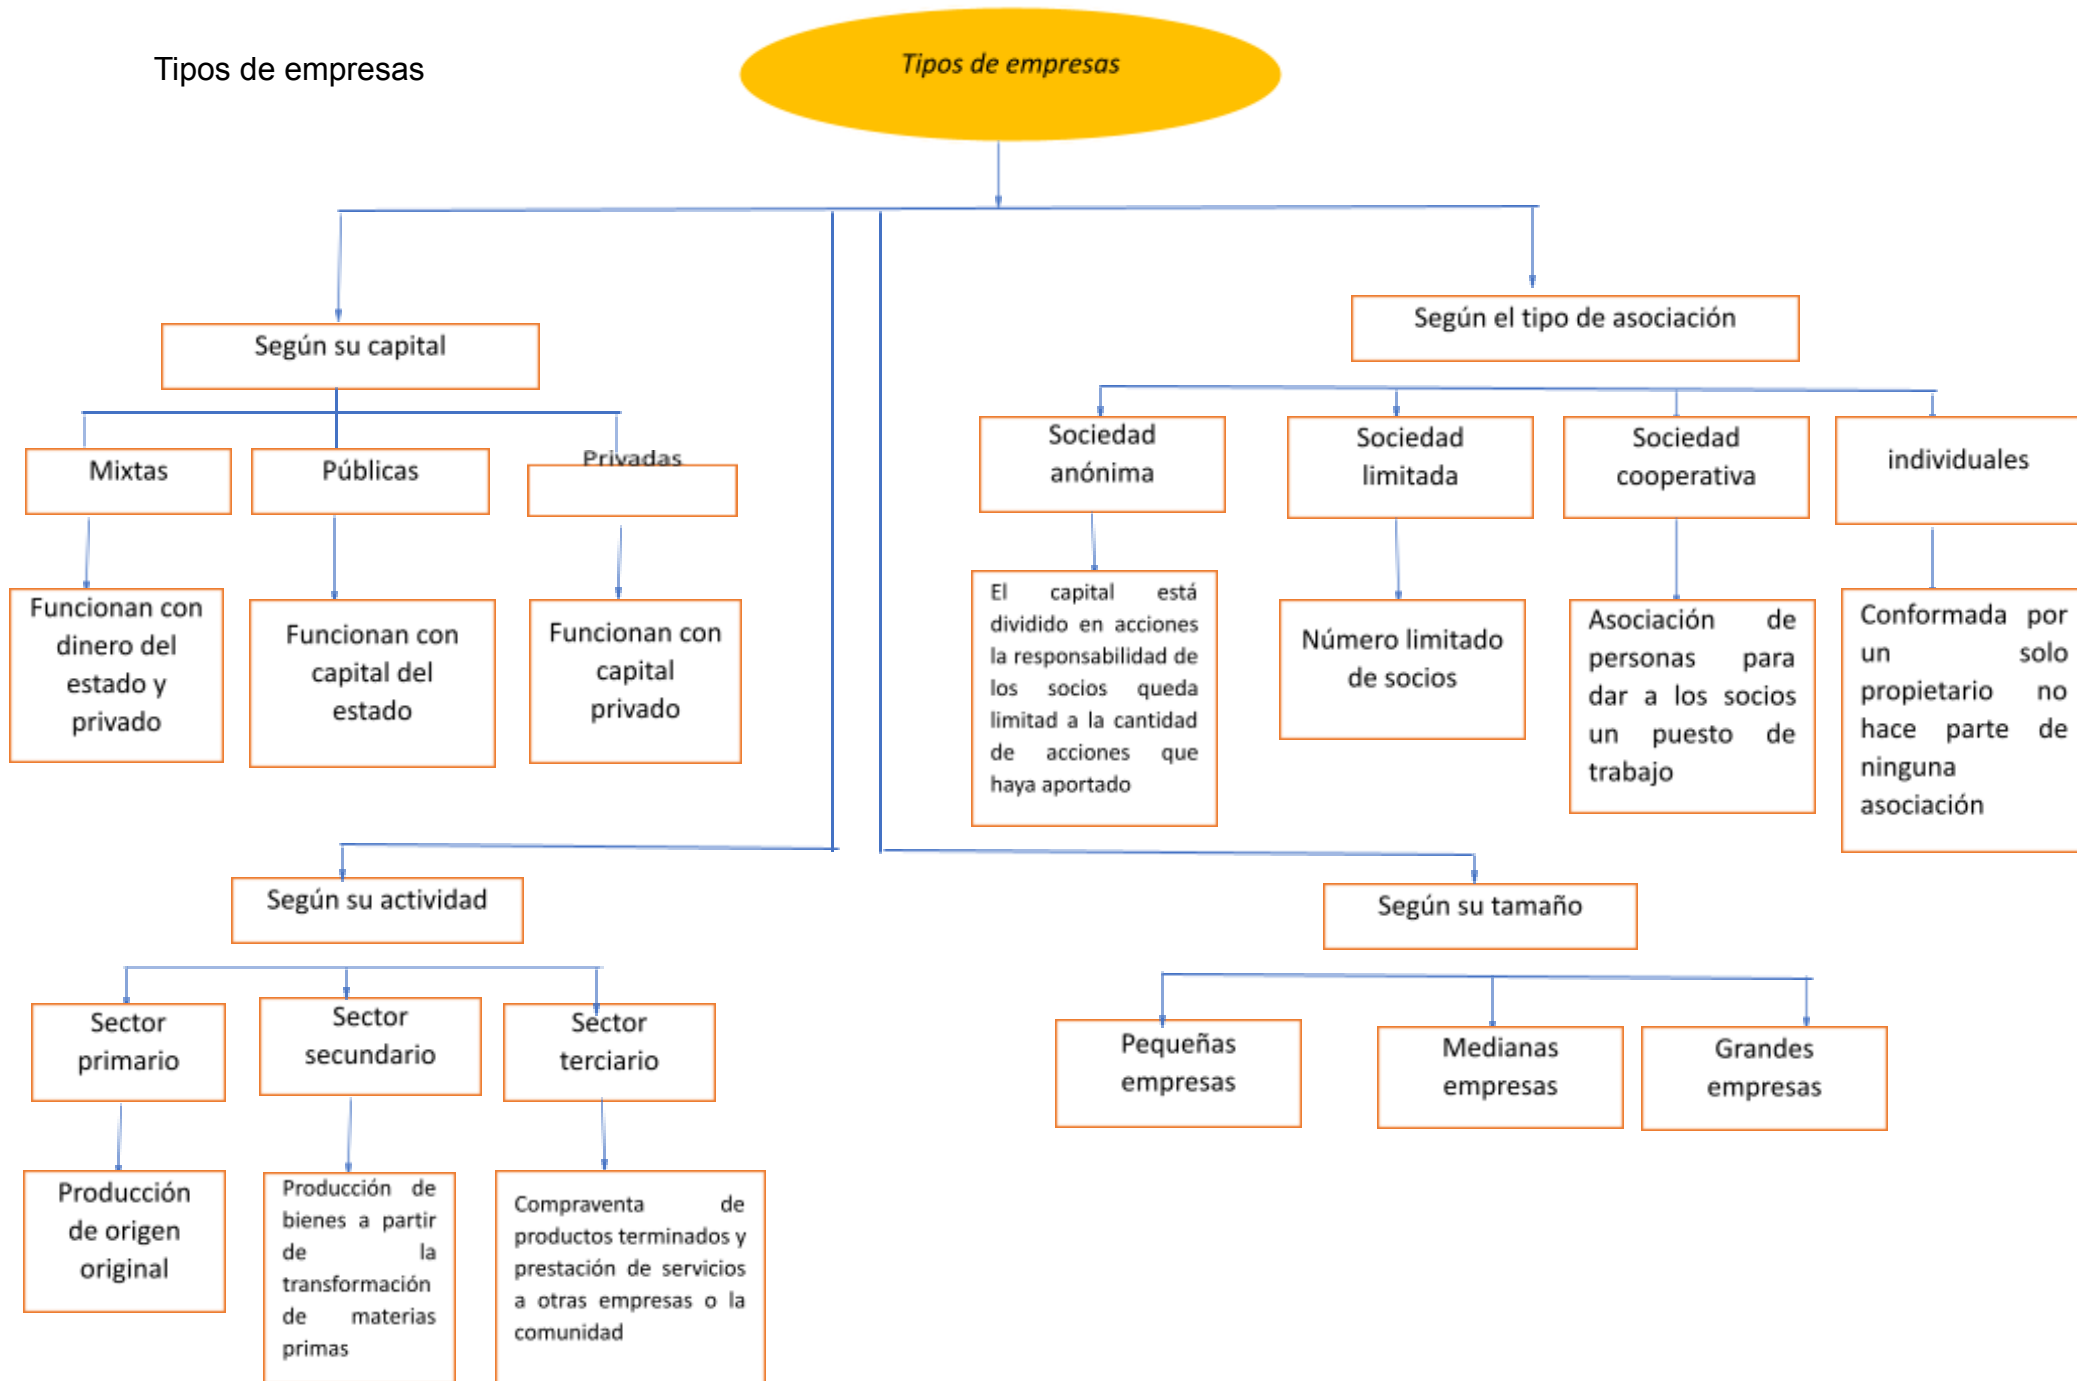 Tipos de empresas
Tipos de empresas
Según su capital
Mixtas
Públicas
Privadas
Funcionan con
dinero del
estado y
privado
Funcionan con
capital del
estado
Funcionan con
capital
privado
Según el tipo de asociación
Sociedad
anónima
Sociedad
limitada
Sociedad
cooperativa
individuales
El capital está
dividido en acciones
la responsabilidad de
los socios queda
limitad a la cantidad
de acciones que
haya aportado
Número limitado
de socios
Asociación de
personas para
dar a los socios
un puesto de
trabajo
Conformada por
un solo
propietario no
hace parte de
ninguna
asociación
Según su actividad
Sector
primario
Sector
secundario
Sector
terciario
Producción
de origen
original
Producción de
bienes a partir
de la
transformación
de materias
primas
Compraventa de
productos terminados y
prestación de servicios
a otras empresas o la
comunidad
Según su tamaño
Pequeñas
empresas
Medianas
empresas
Grandes
empresas